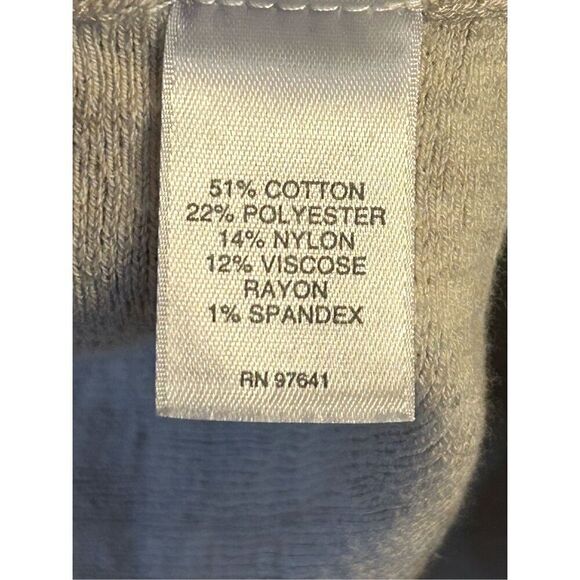 51% COTTON
22% POLYESTER
14% NYLON
12% VISCOSE
RAYON
1% SPANDEX
RN 97641